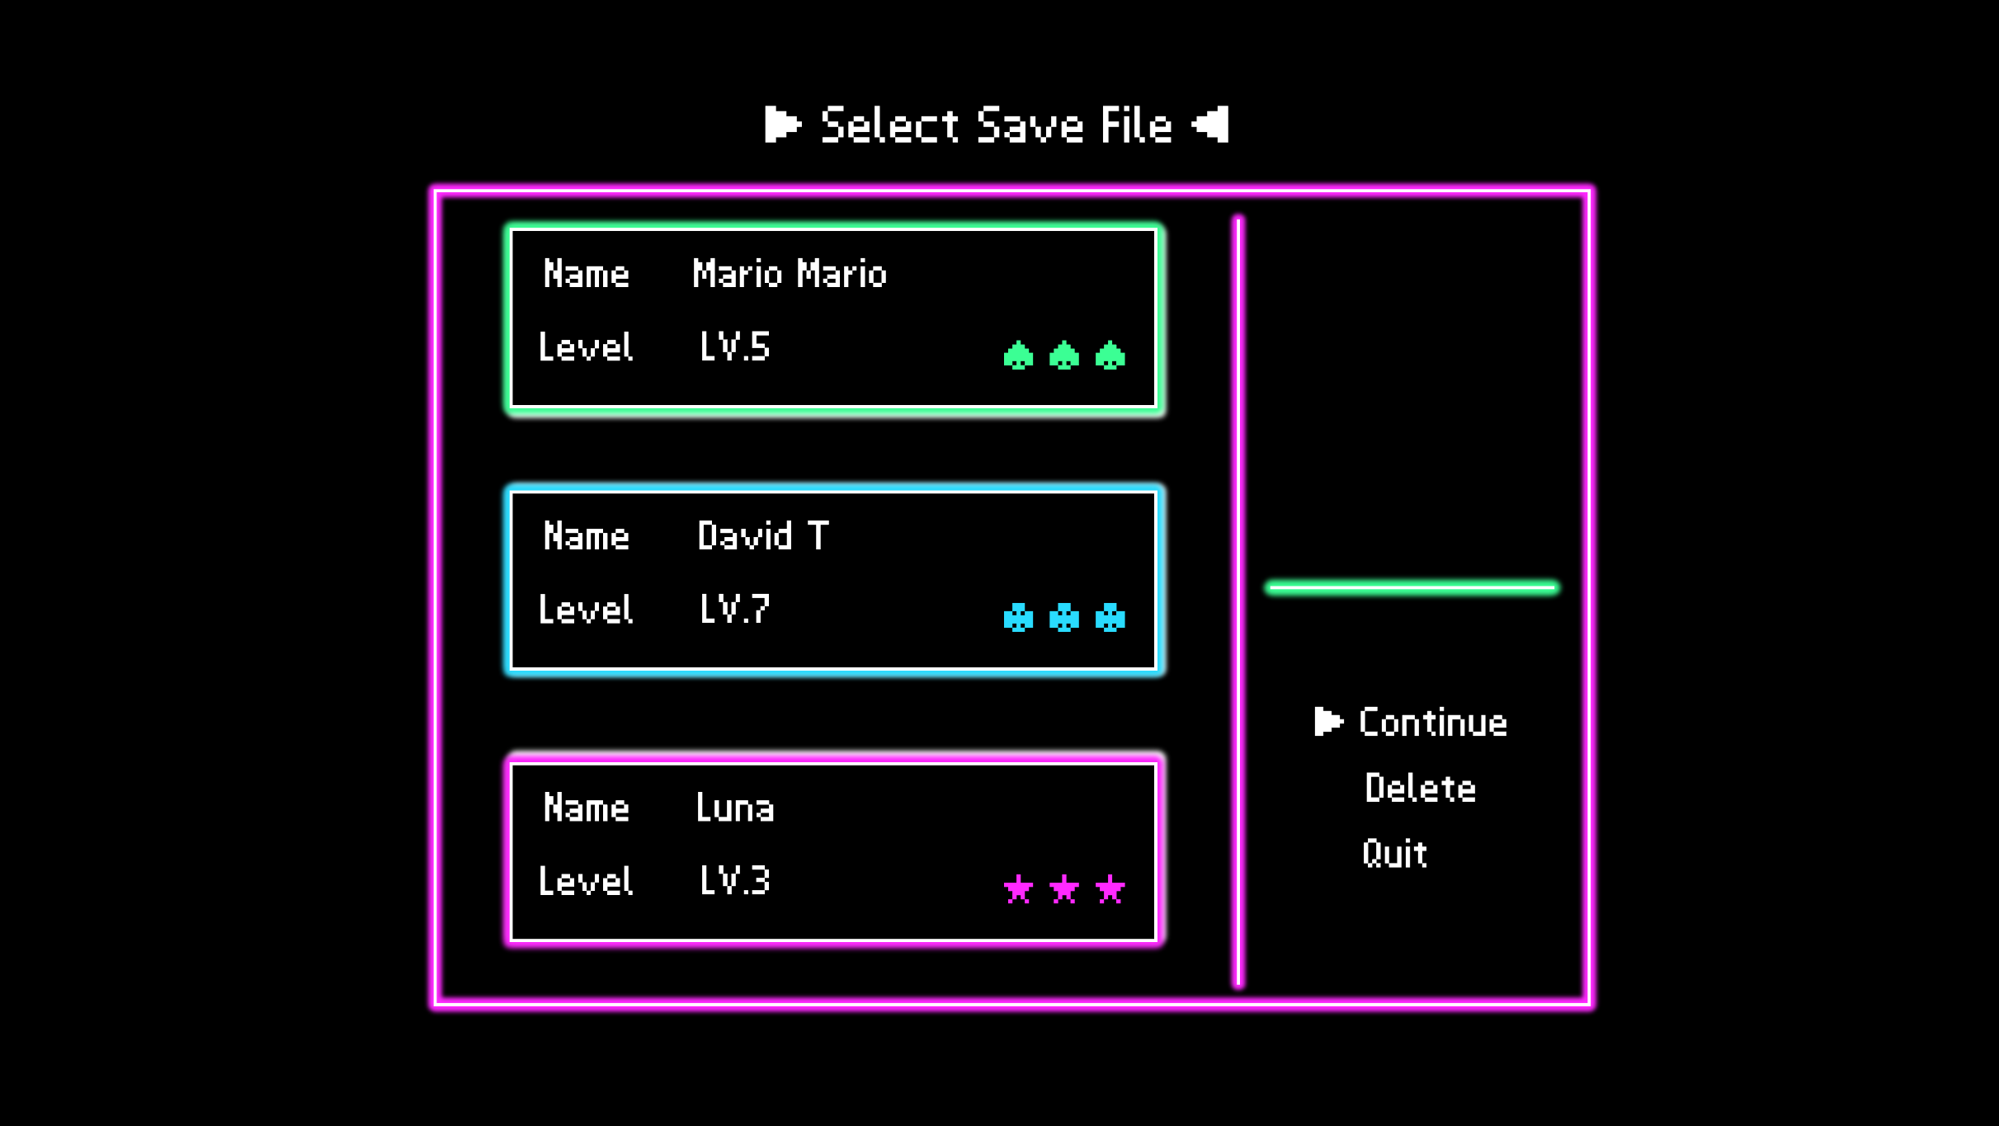 Select Save File
Name Mario Mario
Level LV.5
Name David T
Level LV.7
Name Luna
Level LV.3
Continue
Delete
Quit